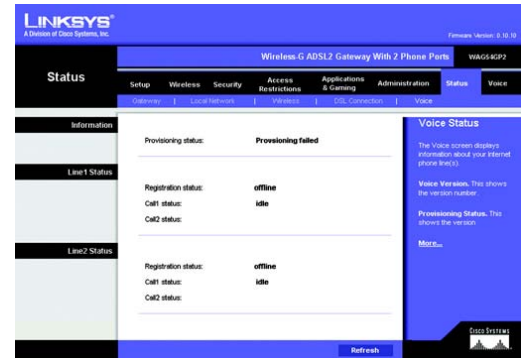 LINKSYS®
A Division of Cisco Systems, Inc.
Firmware Version: 0.10.10
Wireless-G ADSL2 Gateway With 2 Phone Ports
WAG54GP2
Status
Setup
Wireless
Security
Access Restrictions
Applications & Gaming
Administration
Status
Voice
Gateway | Local Network | Wireless | DSL Connection | Voice
Information
Provisioning status: Provsioning failed
Line1 Status
Registration status: offline
Call1 status: idle
Call2 status:
Line2 Status
Registration status: offline
Call1 status: idle
Call2 status:
Voice Status
The Voice screen displays
information about your Internet
phone line(s).
Voice Version. This shows
the version number.
Provisioning Status. This
shows the version
More...
Refresh
CISCO SYSTEMS